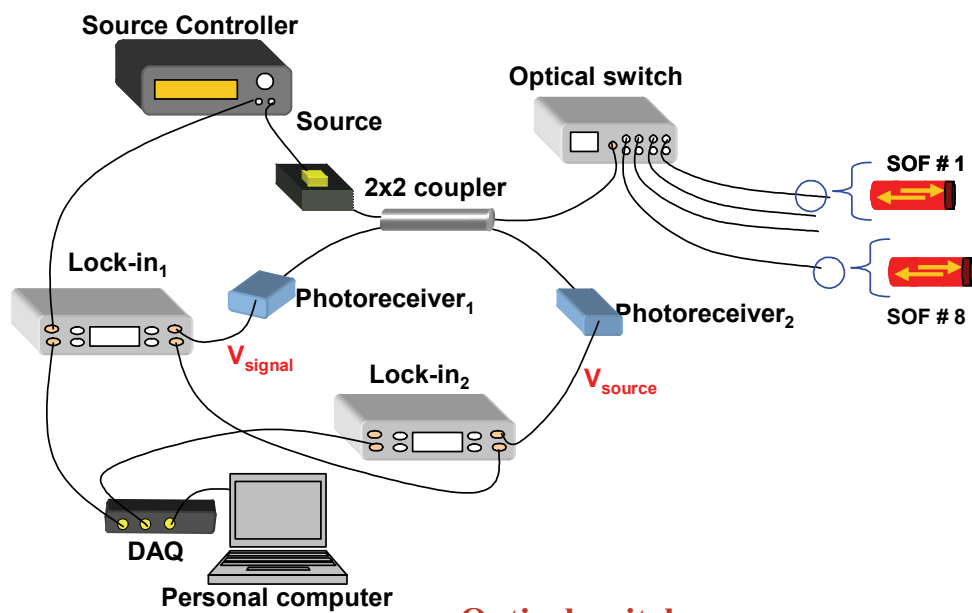 Source Controller
Optical switch
Source
SOF # 1
2x2 coupler
Lock-in1
Photoreceiver1
Photoreceiver2
SOF # 8
Vsignal
Lock-in2
Vsource
DAQ
Personal computer